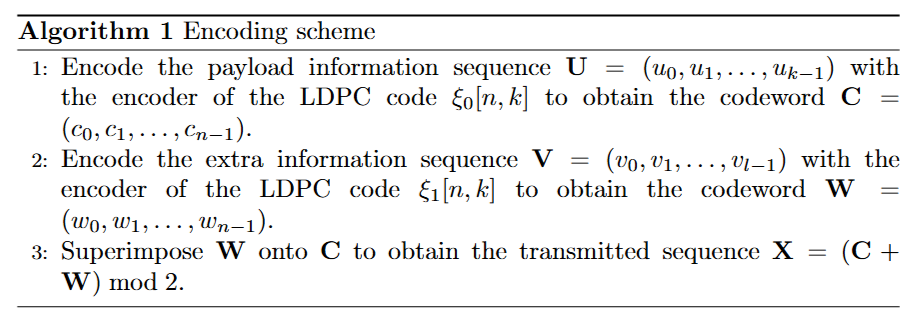 Algorithm 1 Encoding scheme
1: Encode the payload information sequence U = (u₀, u₁, . . . , uₖ₋₁) with
the encoder of the LDPC code ξ₀[n, k] to obtain the codeword C =
(c₀, c₁, . . . , cₙ₋₁).
2: Encode the extra information sequence V = (v₀, v₁, . . . , vₗ₋₁) with the
encoder of the LDPC code ξ₁[n, k] to obtain the codeword W =
(w₀, w₁, . . . , wₙ₋₁).
3: Superimpose W onto C to obtain the transmitted sequence X = (C +
W) mod 2.